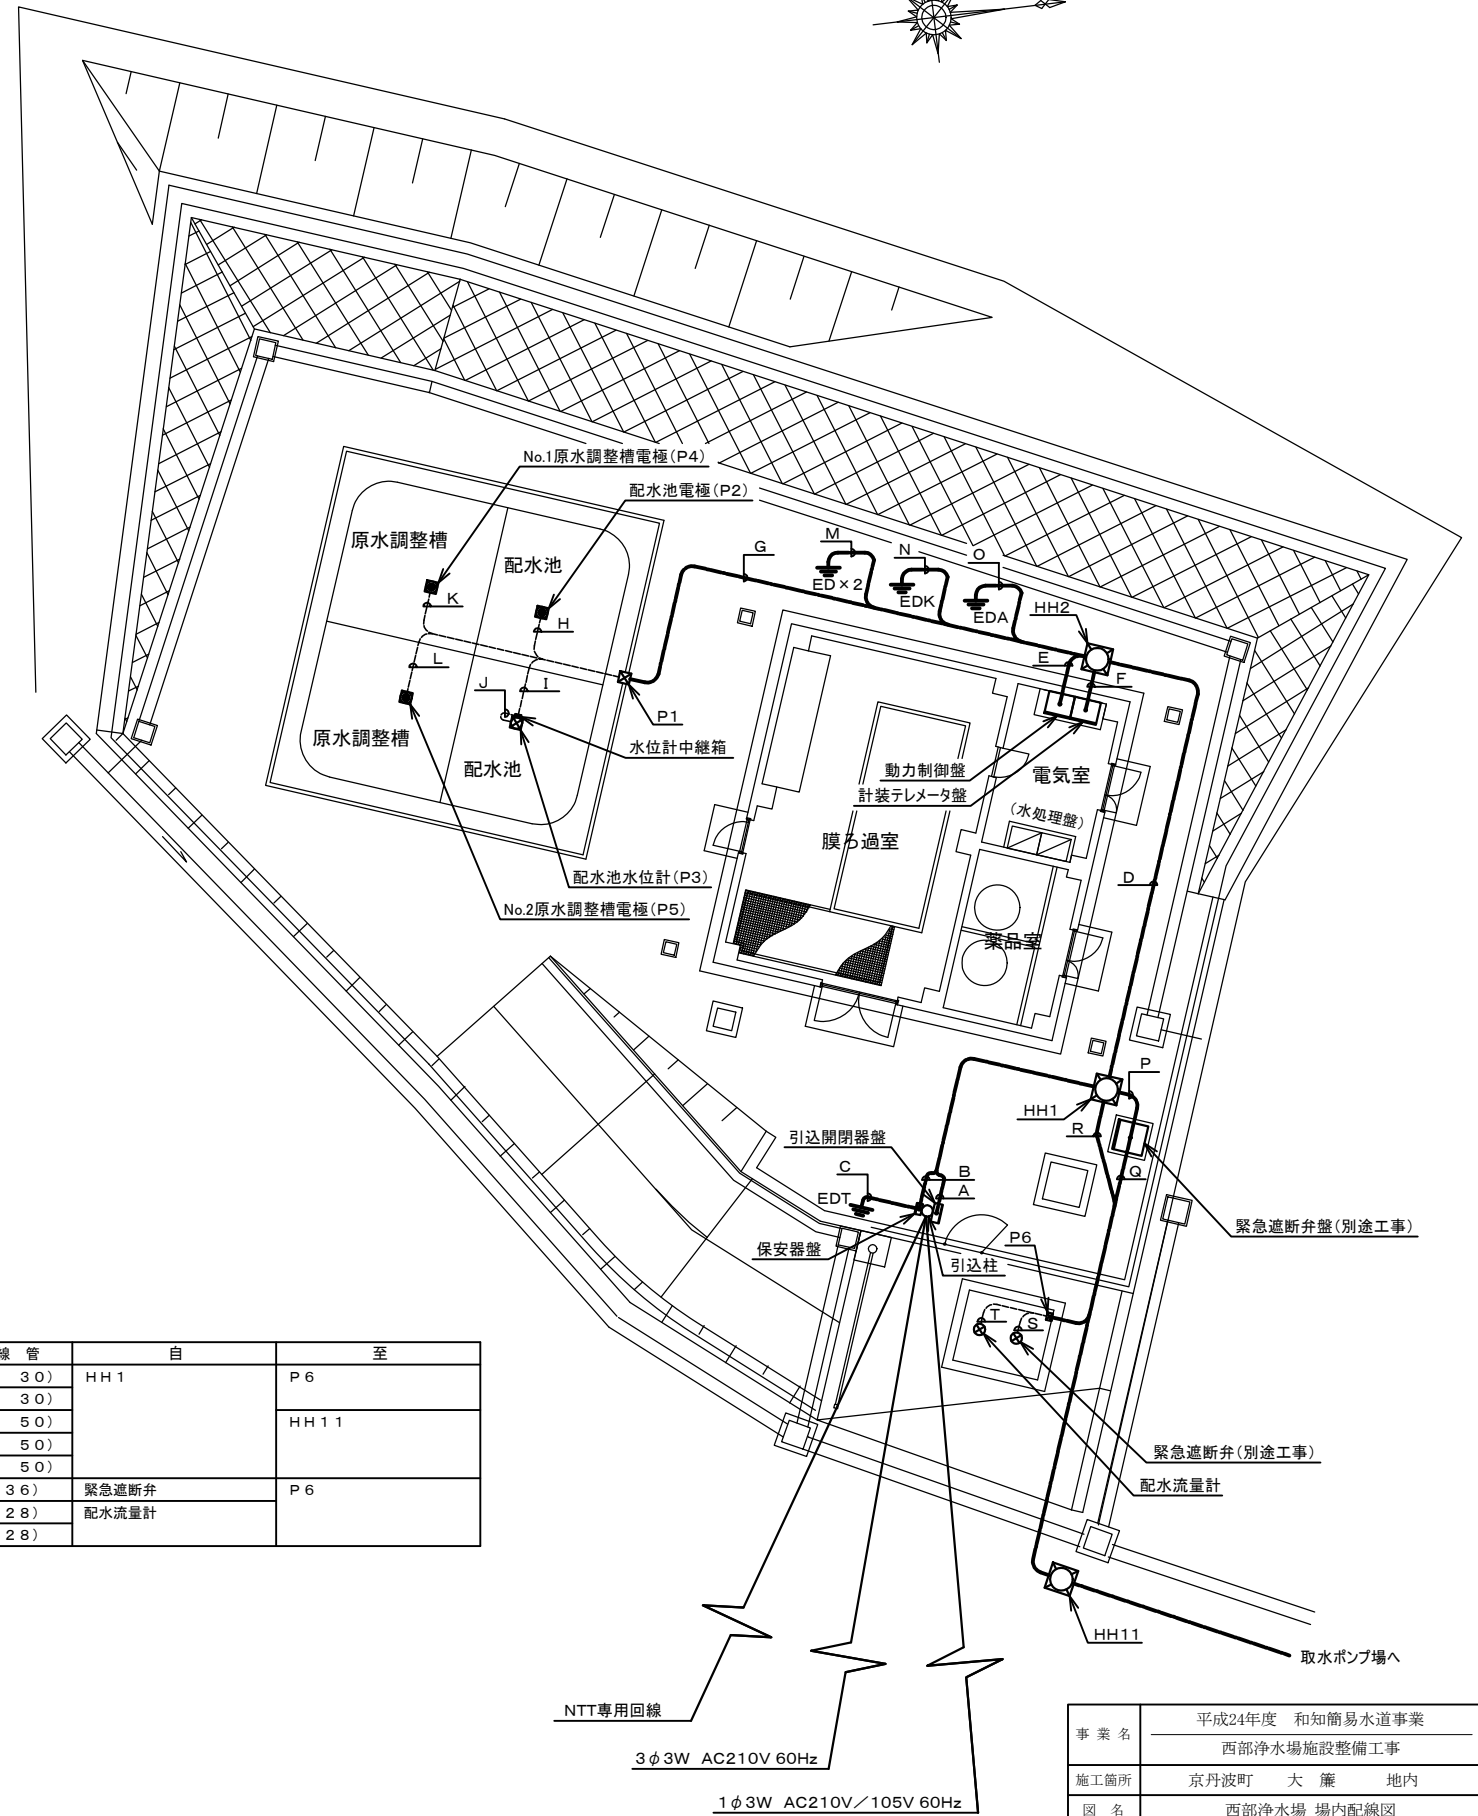 No.1原水調整槽電極(P4)
配水池電極(P2)
原水調整槽
配水池
G
M
N
O
ED×2
EDK
EDA
HH2
K
H
E
F
L
J
I
P1
原水調整槽
水位計中継箱
配水池
動力制御盤
計装テレメータ盤
電気室
(水処理盤)
膜ろ過室
配水池水位計(P3)
No.2原水調整槽電極(P5)
D
薬品室
P
HH1
R
引込開閉器盤
C
B
A
Q
EDT
緊急遮断弁盤(別途工事)
保安器盤
引込柱
P6
T
S
緊急遮断弁(別途工事)
配水流量計
線 管 自 至
30) HH1 P6
30)
50) HH11
50)
50)
36) 緊急遮断弁 P6
28) 配水流量計
28)
HH11
取水ポンプ場へ
NTT専用回線
3φ3W AC210V 60Hz
1φ3W AC210V/105V 60Hz
事 業 名 平成24年度 和知簡易水道事業
西部浄水場施設整備工事
施工箇所 京丹波町 大 簾 地内
図 名 西部浄水場 場内配線図